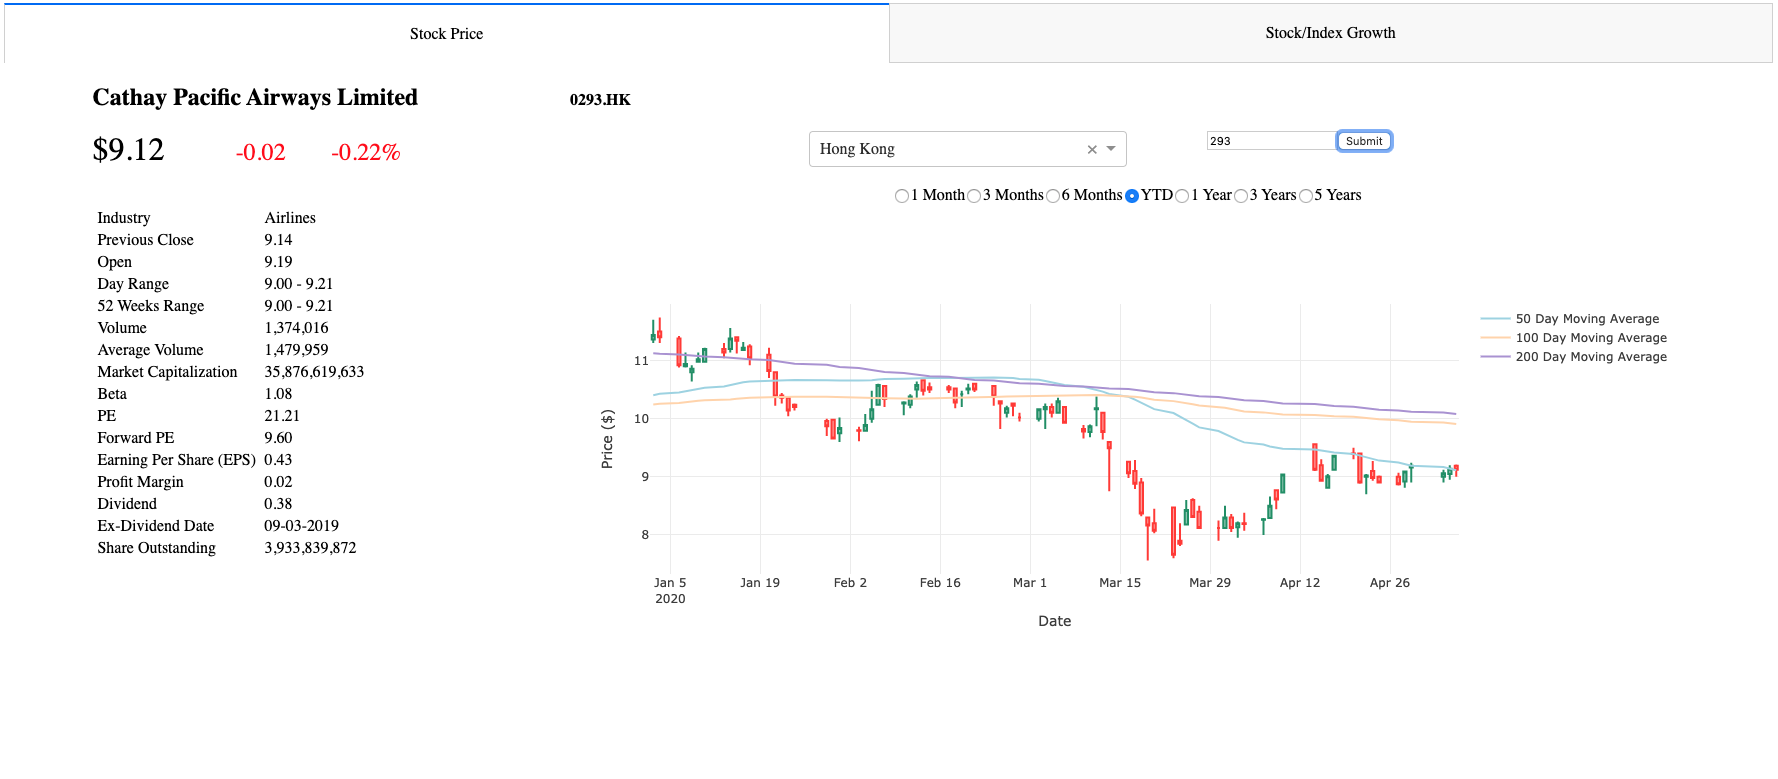 Stock Price
Stock/Index Growth
Cathay Pacific Airways Limited
0293.HK
$9.12 -0.02 -0.22%
Hong Kong
293
Submit
1 Month 3 Months 6 Months YTD 1 Year 3 Years 5 Years
Industry Airlines
Previous Close 9.14
Open 9.19
Day Range 9.00 - 9.21
52 Weeks Range 9.00 - 9.21
Volume 1,374,016
Average Volume 1,479,959
Market Capitalization 35,876,619,633
Beta 1.08
PE 21.21
Forward PE 9.60
Earning Per Share (EPS) 0.43
Profit Margin 0.02
Dividend 0.38
Ex-Dividend Date 09-03-2019
Share Outstanding 3,933,839,872
Price ($)
11
10
9
8
Jan 5 Jan 19 Feb 2 Feb 16 Mar 1 Mar 15 Mar 29 Apr 12 Apr 26
2020
Date
50 Day Moving Average
100 Day Moving Average
200 Day Moving Average